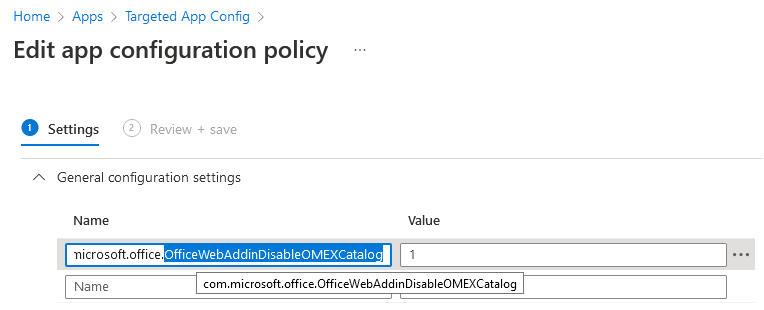 Home > Apps > Targeted App Config >
Edit app configuration policy ...
1 Settings 2 Review + save
General configuration settings
Name Value
microsoft.office.OfficeWebAddinDisableOMEXCatalog 1 ...
Name
com.microsoft.office.OfficeWebAddinDisableOMEXCatalog